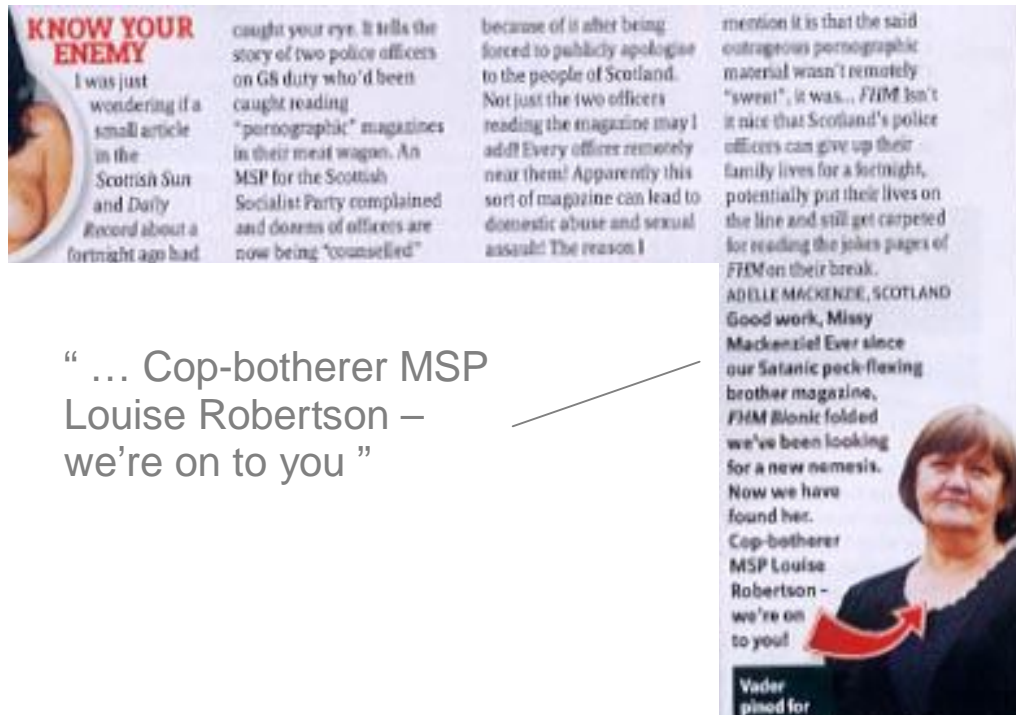 KNOW YOUR
ENEMY
I was just
wondering if a
small article
in the
Scottish Sun
and Daily
Record about a
fortnight ago had
caught your eye. It tells the
story of two police officers
on G8 duty who'd been
caught reading
"pornographic" magazines
in their meat wagon. An
MSP for the Scottish
Socialist Party complained
and dozens of officers are
now being "counselled"
because of it after being
forced to publicly apologise
to the people of Scotland.
Not just the two officers
reading the magazine may I
add! Every officer remotely
near them! Apparently this
sort of magazine can lead to
domestic abuse and sexual
assault! The reason I
mention it is that the said
outrageous pornographic
material wasn't remotely
"sweat", it was... FHM. Isn't
it nice that Scotland's police
officers can give up their
family lives for a fortnight,
potentially put their lives on
the line and still get carpeted
for reading the jokes pages of
FHM on their break.
ADELLE MACKENZIE, SCOTLAND
Good work, Missy
Mackenzie! Ever since
our Satanic peck-flexing
brother magazine,
FHM Bionic folded
we've been looking
for a new nemesis.
Now we have
found her.
Cop-botherer
MSP Louise
Robertson –
we're on
to you!
Vader
pined for
“ … Cop-botherer MSP
Louise Robertson –
we’re on to you ”